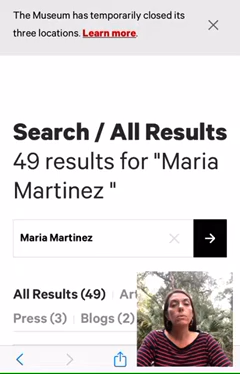 The Museum has temporarily closed its
three locations. Learn more.
Search / All Results
49 results for "Maria
Martinez "
Maria Martinez
All Results (49)
Press (3) Blogs (2)